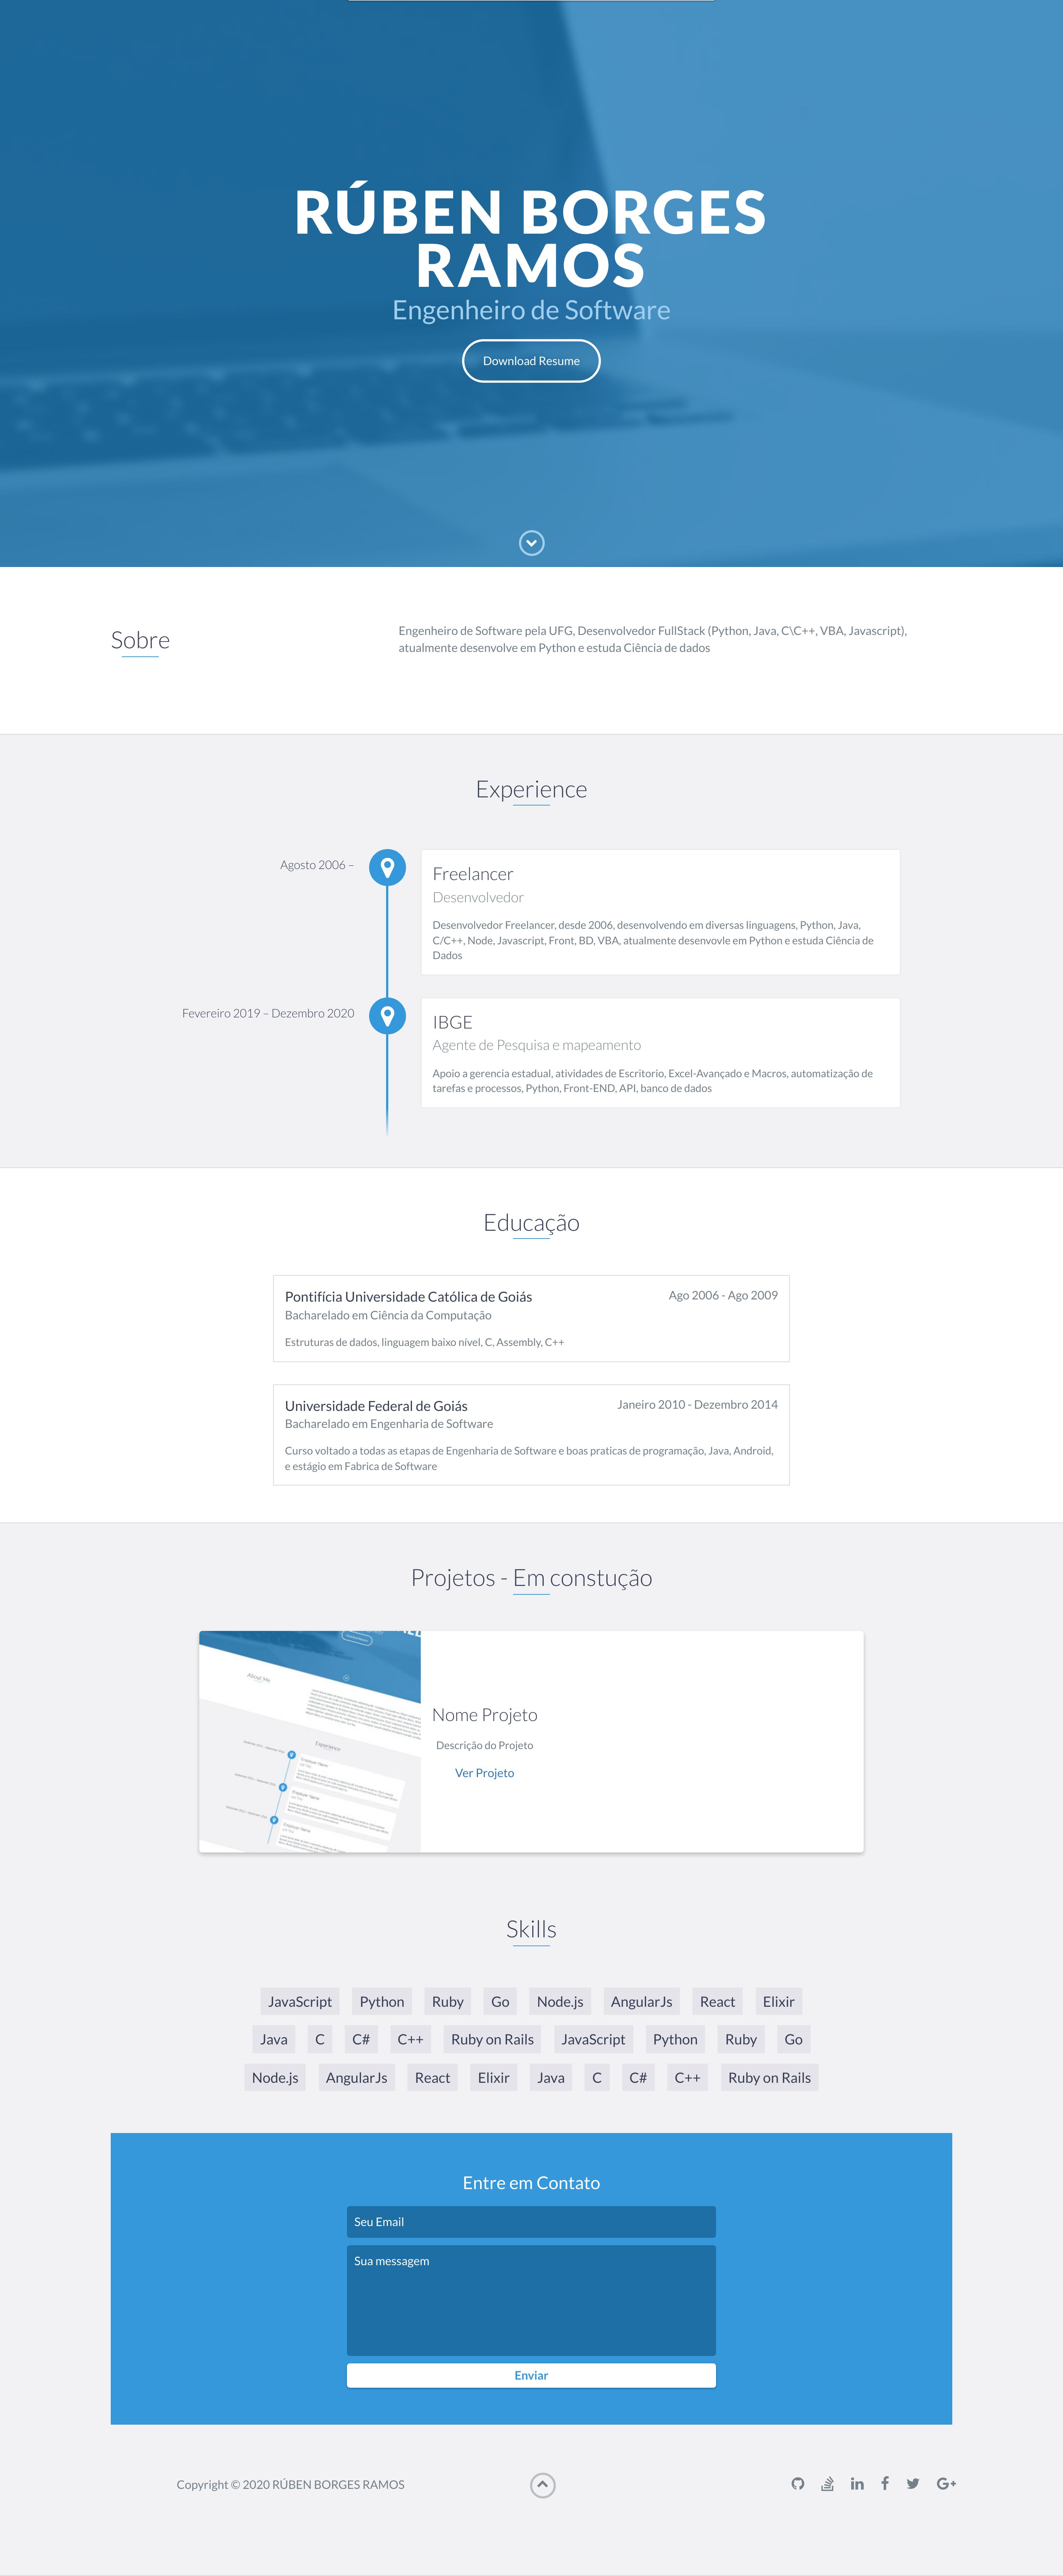 RÚBEN BORGES
RAMOS
Engenheiro de Software
Download Resume
Sobre
Engenheiro de Software pela UFG, Desenvolvedor FullStack (Python, Java, C\C++, VBA, Javascript),
atualmente desenvolve em Python e estuda Ciência de dados
Experience
Agosto 2006 –
Freelancer
Desenvolvedor
Desenvolvedor Freelancer, desde 2006, desenvolvendo em diversas linguagens, Python, Java,
C/C++, Node, Javascript, Front, BD, VBA, atualmente desenvovle em Python e estuda Ciência de
Dados
Fevereiro 2019 – Dezembro 2020
IBGE
Agente de Pesquisa e mapeamento
Apoio a gerencia estadual, atividades de Escritorio, Excel-Avançado e Macros, automatização de
tarefas e processos, Python, Front-END, API, banco de dados
Educação
Pontifícia Universidade Católica de Goiás
Ago 2006 - Ago 2009
Bacharelado em Ciência da Computação
Estruturas de dados, linguagem baixo nível, C, Assembly, C++
Universidade Federal de Goiás
Janeiro 2010 - Dezembro 2014
Bacharelado em Engenharia de Software
Curso voltado a todas as etapas de Engenharia de Software e boas praticas de programação, Java, Android,
e estágio em Fabrica de Software
Projetos - Em constução
About Me
Experience
Nome Projeto
Descrição do Projeto
Ver Projeto
Skills
JavaScript Python Ruby Go Node.js AngularJs React Elixir
Java C C# C++ Ruby on Rails JavaScript Python Ruby Go
Node.js AngularJs React Elixir Java C C# C++ Ruby on Rails
Entre em Contato
Seu Email
Sua messagem
Enviar
Copyright © 2020 RÚBEN BORGES RAMOS